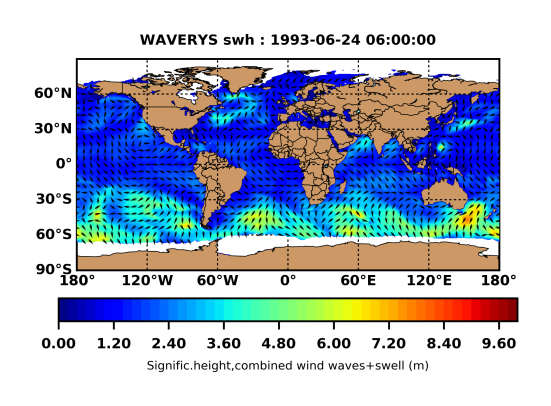 WAVERYS swh : 1993-06-24 06:00:00
60°N
30°N
0°
30°S
60°S
90°S
180° 120°W 60°W 0° 60°E 120°E 180°
0.00 1.20 2.40 3.60 4.80 6.00 7.20 8.40 9.60
Signific.height,combined wind waves+swell (m)